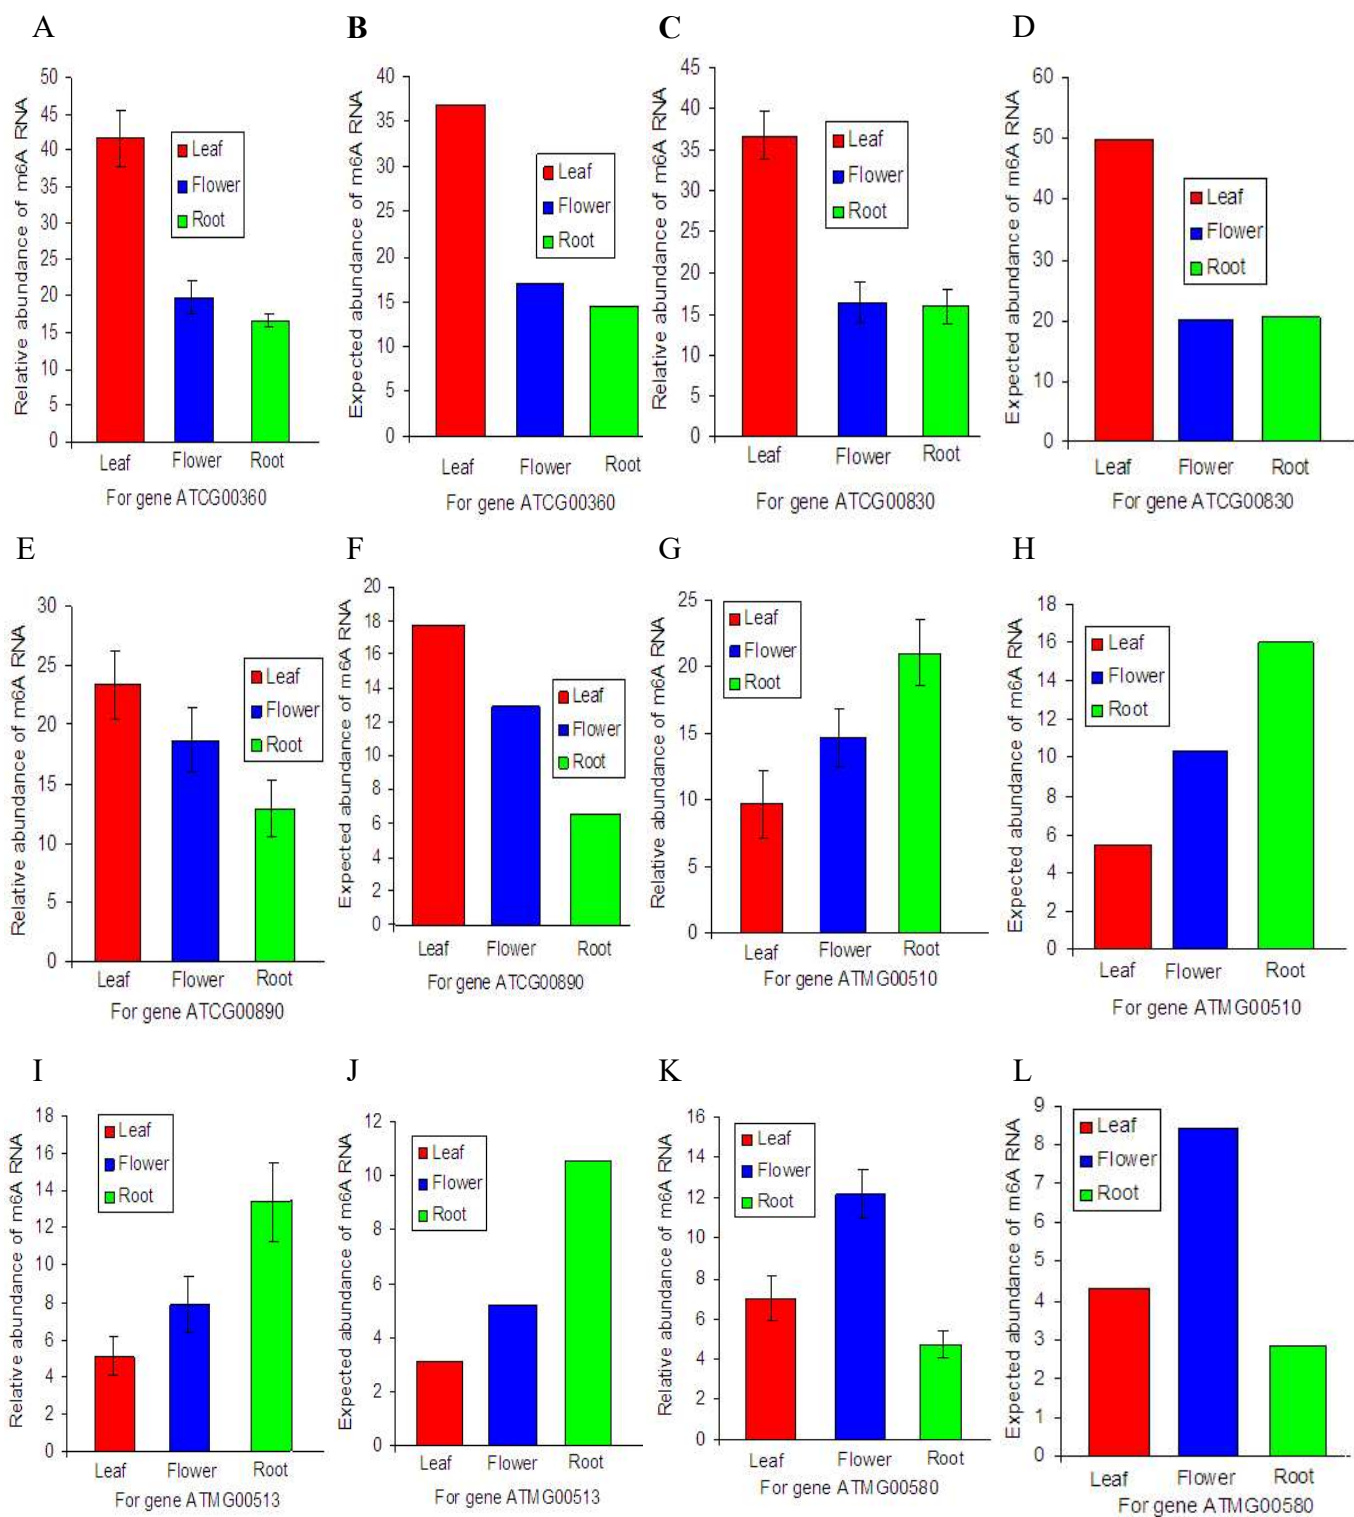 A
Relative abundance of m6A RNA
50
45
40
35
30
25
20
15
10
5
0
Leaf
Flower
Root
Leaf Flower Root
For gene ATCG00360
B
Expected abundance of m6A RNA
40
35
30
25
20
15
10
5
0
Leaf
Flower
Root
Leaf Flower Root
For gene ATCG00360
C
Relative abundance of m6A RNA
45
40
35
30
25
20
15
10
5
0
Leaf
Flower
Root
Leaf Flower Root
For gene ATCG00830
D
Expected abundance of m6A RNA
60
50
40
30
20
10
0
Leaf
Flower
Root
Leaf Flower Root
For gene ATCG00830
E
Relative abundance of m6A RNA
30
25
20
15
10
5
0
Leaf
Flower
Root
Leaf Flower Root
For gene ATCG00890
F
Expected abundance of m6A RNA
20
18
16
14
12
10
8
6
4
2
0
Leaf
Flower
Root
Leaf Flower Root
For gene ATCG00890
G
Relative abundance of m6A RNA
25
20
15
10
5
0
Leaf
Flower
Root
Leaf Flower Root
For gene ATMG00510
H
Expected abundance of m6A RNA
18
16
14
12
10
8
6
4
2
0
Leaf
Flower
Root
Leaf Flower Root
For gene ATMG00510
I
Relative abundance of m6A RNA
18
16
14
12
10
8
6
4
2
0
Leaf
Flower
Root
Leaf Flower Root
For gene ATMG00513
J
Expected abundance of m6A RNA
12
10
8
6
4
2
0
Leaf
Flower
Root
Leaf Flower Root
For gene ATMG00513
K
Relative abundance of m6A RNA
16
14
12
10
8
6
4
2
0
Leaf
Flower
Root
Leaf Flower Root
For gene ATMG00580
L
Expected abundance of m6A RNA
9
8
7
6
5
4
3
2
1
0
Leaf
Flower
Root
Leaf Flower Root
For gene ATMG00580